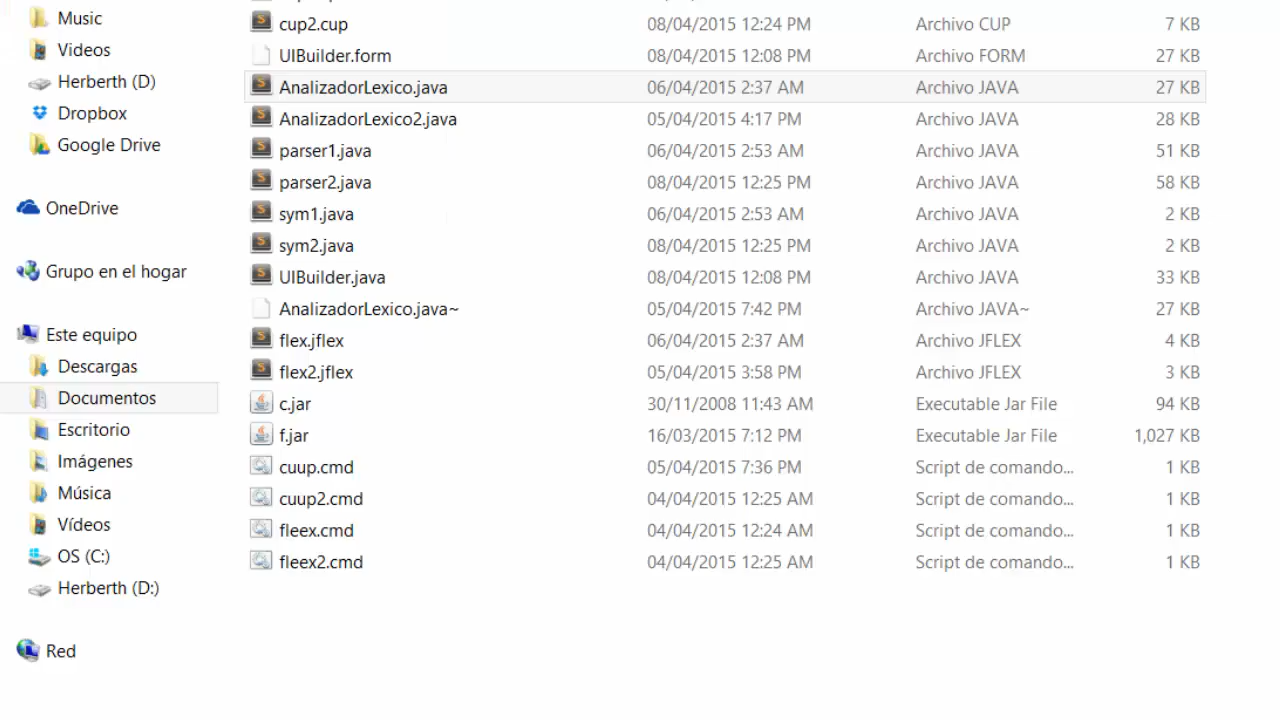 Music
Videos
Herberth (D)
Dropbox
Google Drive
OneDrive
Grupo en el hogar
Este equipo
Descargas
Documentos
Escritorio
Imágenes
Música
Vídeos
OS (C:)
Herberth (D:)
Red
cup2.cup 08/04/2015 12:24 PM Archivo CUP 7 KB
UIBuilder.form 08/04/2015 12:08 PM Archivo FORM 27 KB
AnalizadorLexico.java 06/04/2015 2:37 AM Archivo JAVA 27 KB
AnalizadorLexico2.java 05/04/2015 4:17 PM Archivo JAVA 28 KB
parser1.java 06/04/2015 2:53 AM Archivo JAVA 51 KB
parser2.java 08/04/2015 12:25 PM Archivo JAVA 58 KB
sym1.java 06/04/2015 2:53 AM Archivo JAVA 2 KB
sym2.java 08/04/2015 12:25 PM Archivo JAVA 2 KB
UIBuilder.java 08/04/2015 12:08 PM Archivo JAVA 33 KB
AnalizadorLexico.java~ 05/04/2015 7:42 PM Archivo JAVA~ 27 KB
flex.jflex 06/04/2015 2:37 AM Archivo JFLEX 4 KB
flex2.jflex 05/04/2015 3:58 PM Archivo JFLEX 3 KB
c.jar 30/11/2008 11:43 AM Executable Jar File 94 KB
f.jar 16/03/2015 7:12 PM Executable Jar File 1,027 KB
cuup.cmd 05/04/2015 7:36 PM Script de comando... 1 KB
cuup2.cmd 04/04/2015 12:25 AM Script de comando... 1 KB
fleex.cmd 04/04/2015 12:24 AM Script de comando... 1 KB
fleex2.cmd 04/04/2015 12:25 AM Script de comando... 1 KB